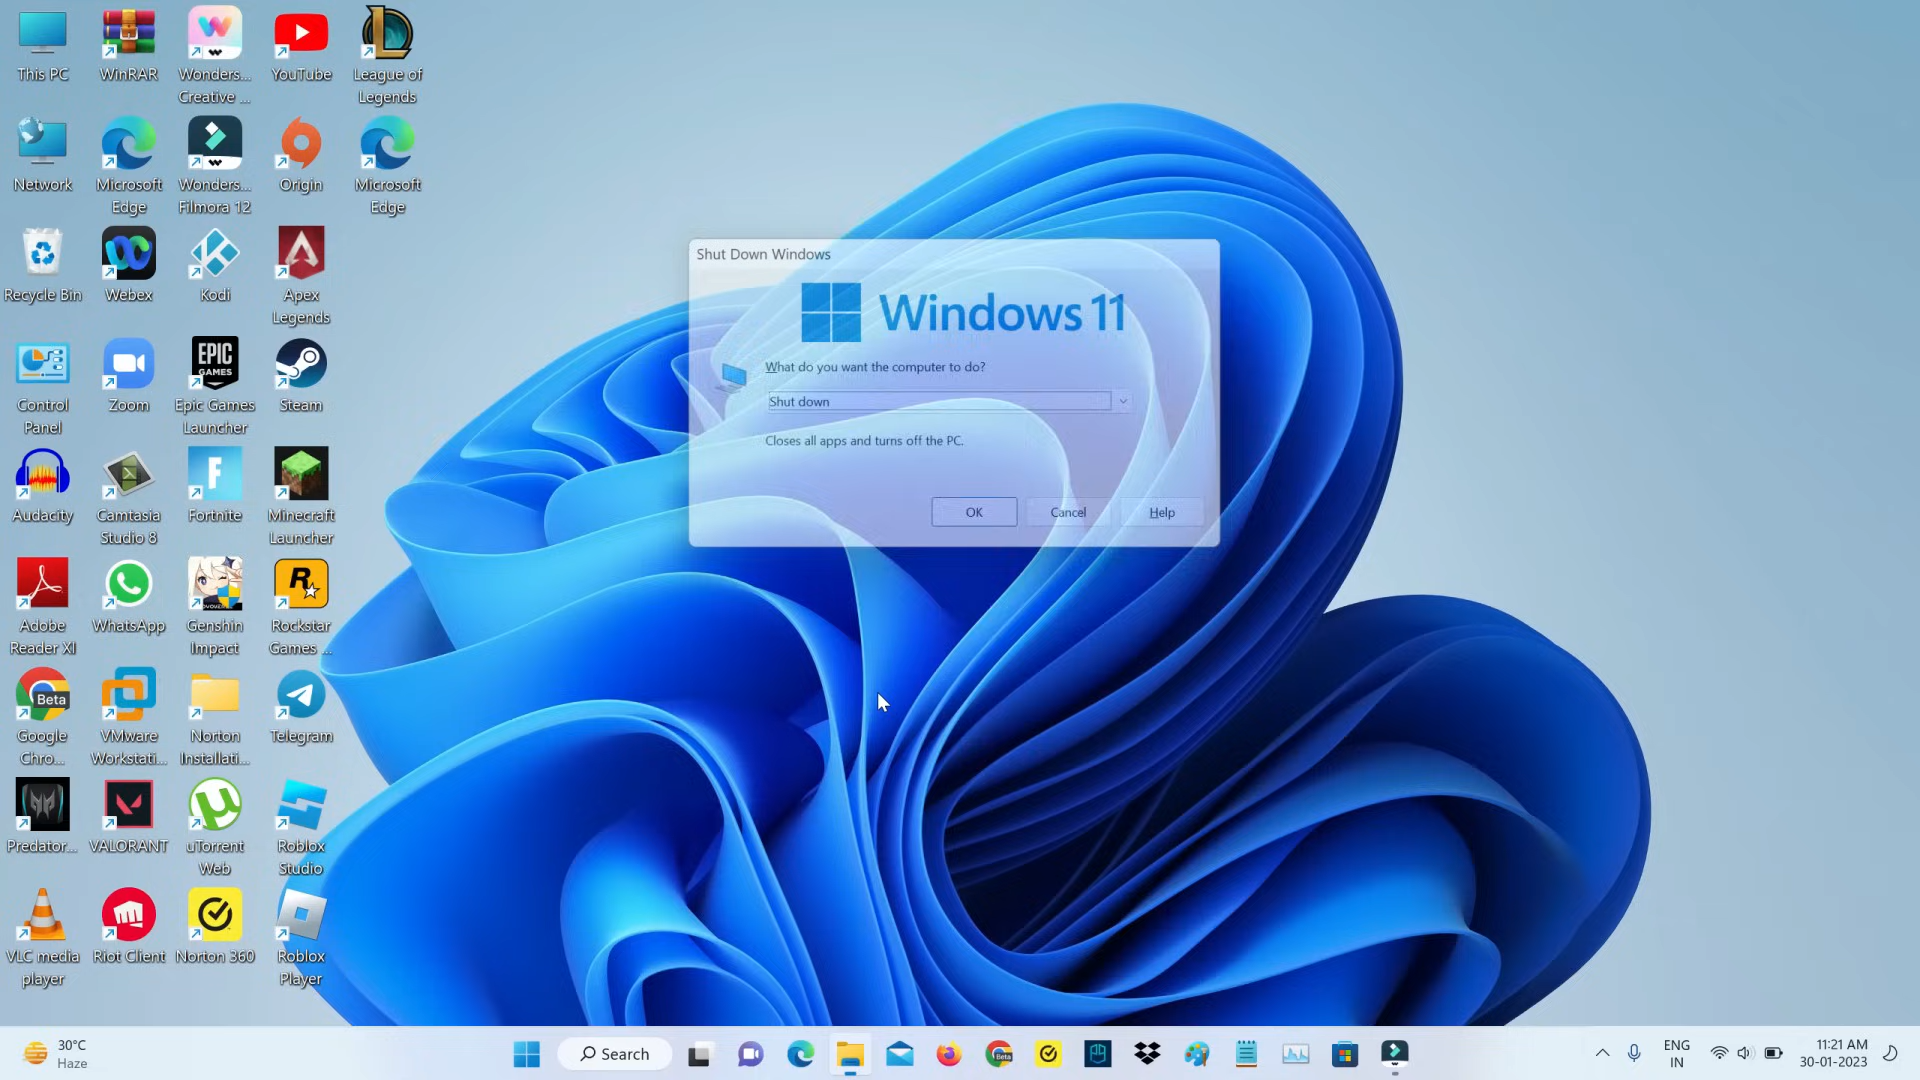 This PC
WinRAR
Wonders...
Creative ...
YouTube
League of
Legends
Network
Microsoft
Edge
Wonders...
Filmora 12
Origin
Microsoft
Edge
Recycle Bin
Webex
Kodi
Apex
Legends
Control
Panel
Zoom
EPIC
GAMES
Epic Games
Launcher
Steam
Audacity
Camtasia
Studio 8
Fortnite
Minecraft
Launcher
Adobe
Reader XI
WhatsApp
Genshin
Impact
Rockstar
Games ...
Beta
Google
Chro...
VMware
Workstati...
Norton
Installati...
Telegram
Predator...
VALORANT
uTorrent
Web
Roblox
Studio
VLC media
player
Riot Client
Norton 360
Roblox
Player
Shut Down Windows
Windows 11
What do you want the computer to do?
Shut down
Closes all apps and turns off the PC.
OK
Cancel
Help
30°C
Haze
Search
Beta
ENG
IN
11:21 AM
30-01-2023